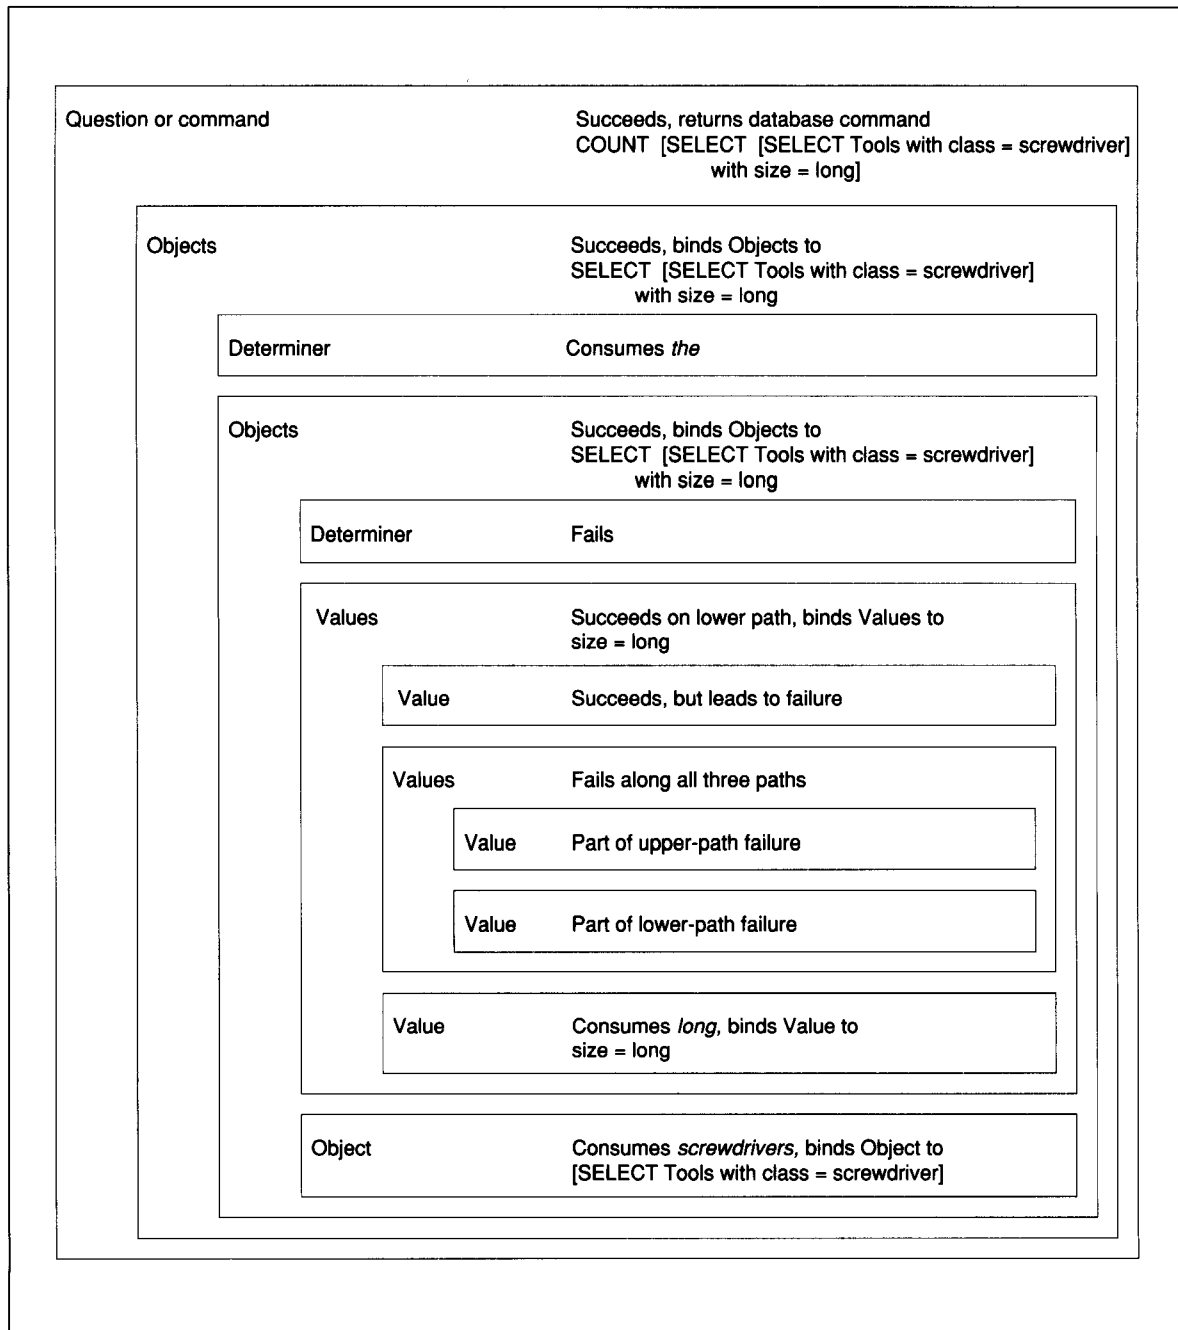 Question or command
Succeeds, returns database command
COUNT [SELECT [SELECT Tools with class = screwdriver]
with size = long]
Objects
Succeeds, binds Objects to
SELECT [SELECT Tools with class = screwdriver]
with size = long
Determiner
Consumes the
Objects
Succeeds, binds Objects to
SELECT [SELECT Tools with class = screwdriver]
with size = long
Determiner
Fails
Values
Succeeds on lower path, binds Values to
size = long
Value
Succeeds, but leads to failure
Values
Fails along all three paths
Value
Part of upper-path failure
Value
Part of lower-path failure
Value
Consumes long, binds Value to
size = long
Object
Consumes screwdrivers, binds Object to
[SELECT Tools with class = screwdriver]